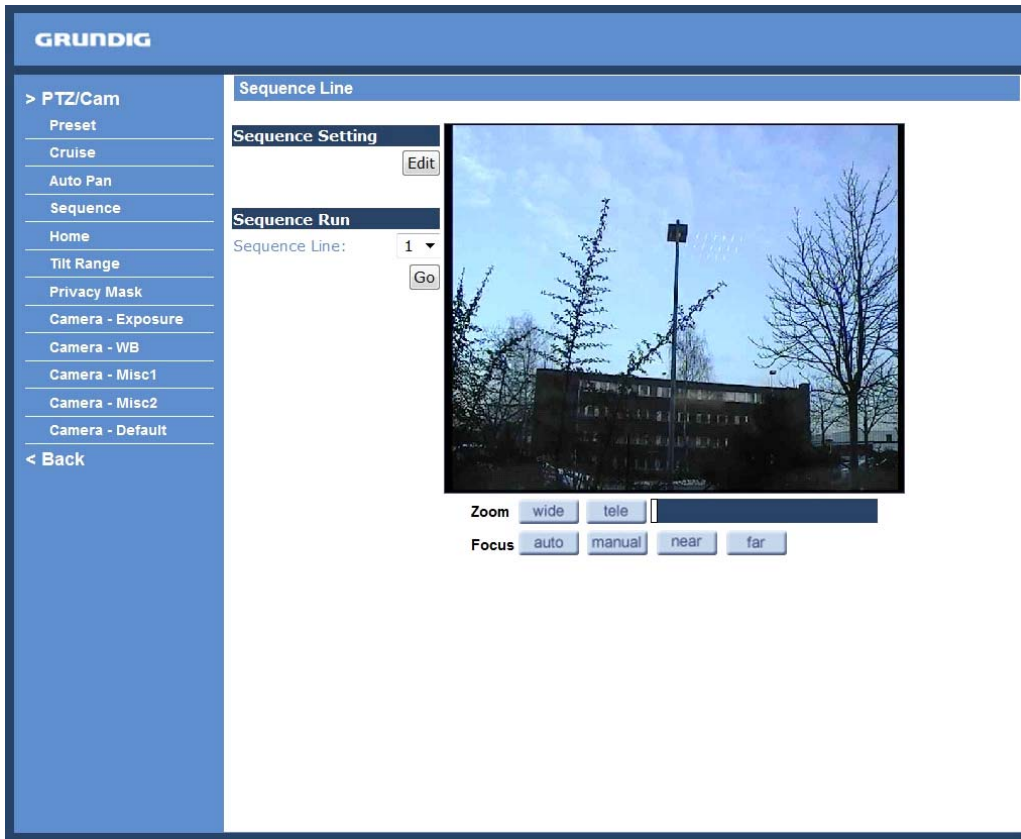 GRUNDIG
> PTZ/Cam
Preset
Cruise
Auto Pan
Sequence
Home
Tilt Range
Privacy Mask
Camera - Exposure
Camera - WB
Camera - Misc1
Camera - Misc2
Camera - Default
< Back
Sequence Line
Sequence Setting
Edit
Sequence Run
Sequence Line: 1
Go
Zoom wide tele
Focus auto manual near far